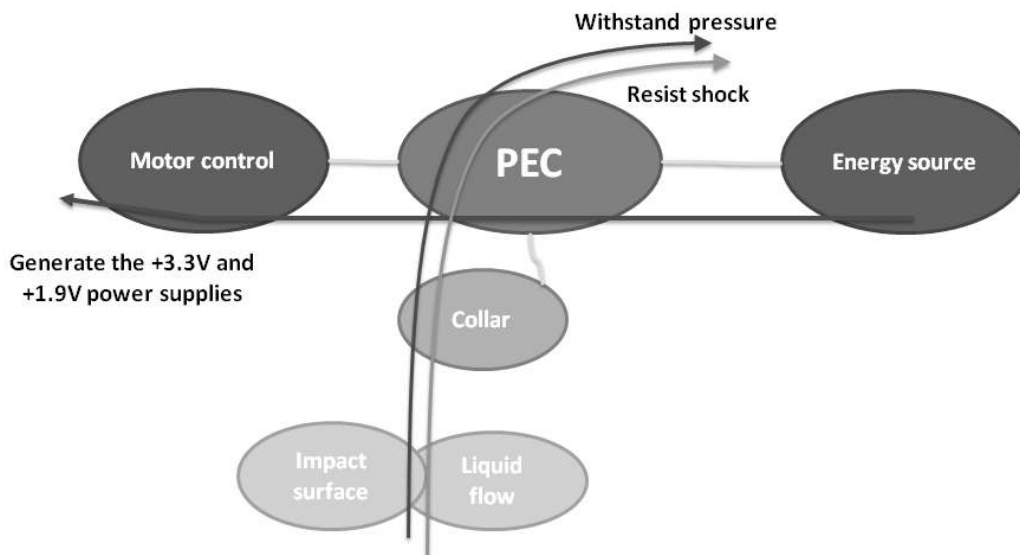 Withstand pressure
Resist shock
Motor control
PEC
Energy source
Generate the +3.3V and
+1.9V power supplies
Collar
Impact
surface
Liquid
flow